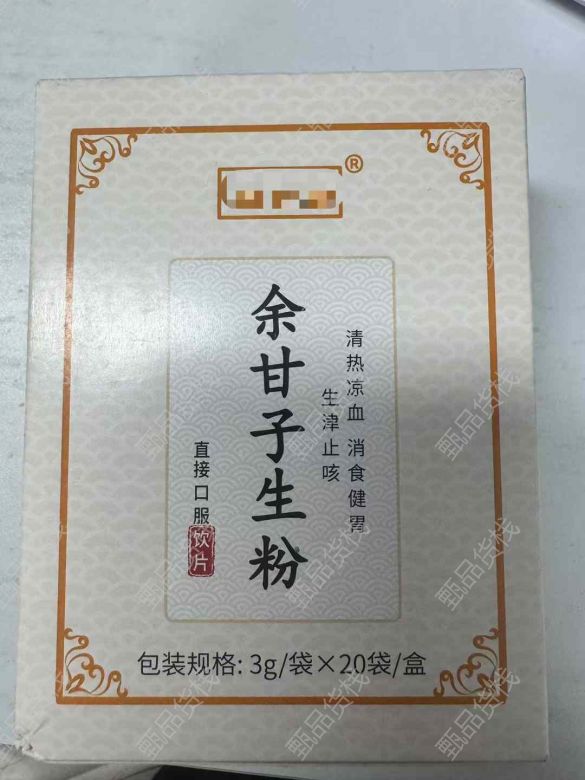 ®
余甘子生粉
清热凉血 消食健胃
生津止咳
直接口服
饮片
包装规格: 3g/袋×20袋/盒
甄品货栈